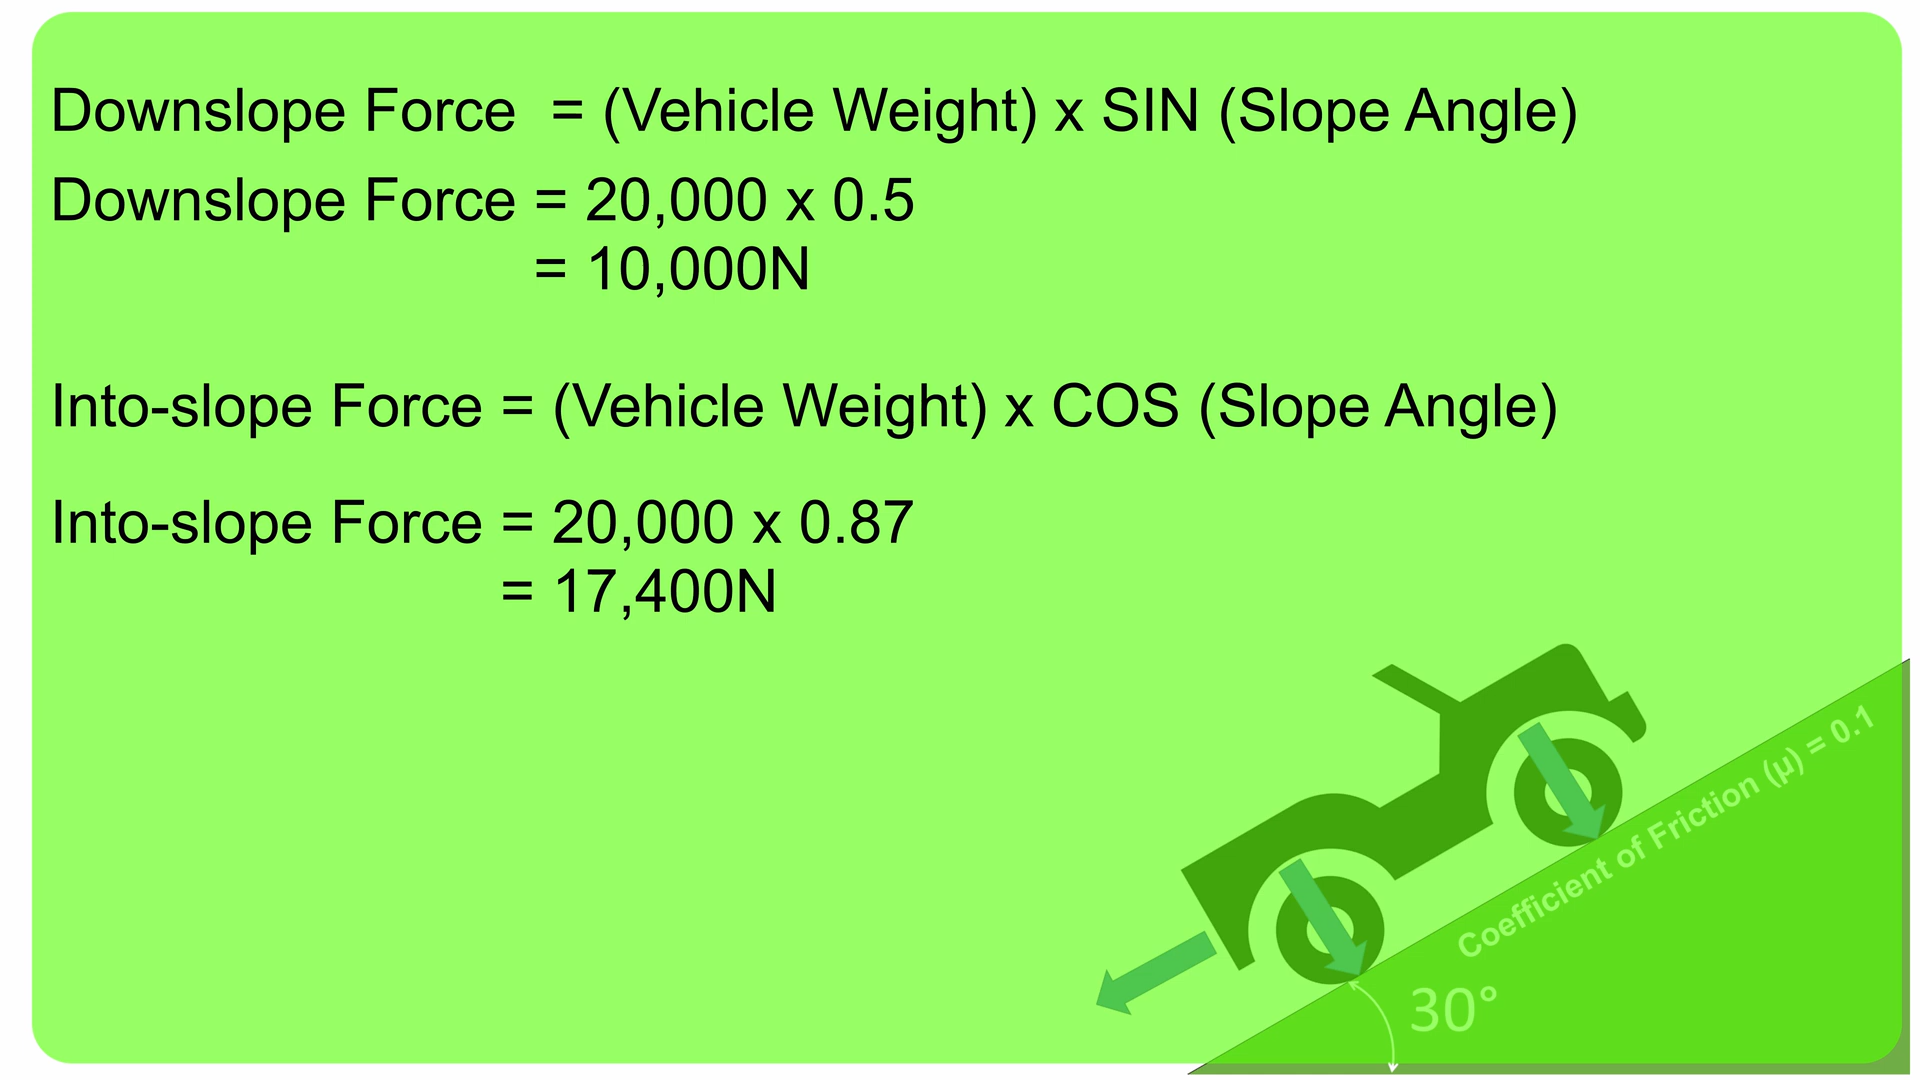 Downslope Force = (Vehicle Weight) x SIN (Slope Angle)
Downslope Force = 20,000 x 0.5
= 10,000N
Into-slope Force = (Vehicle Weight) x COS (Slope Angle)
Into-slope Force = 20,000 x 0.87
= 17,400N
Coefficient of Friction (μ) = 0.1
30°